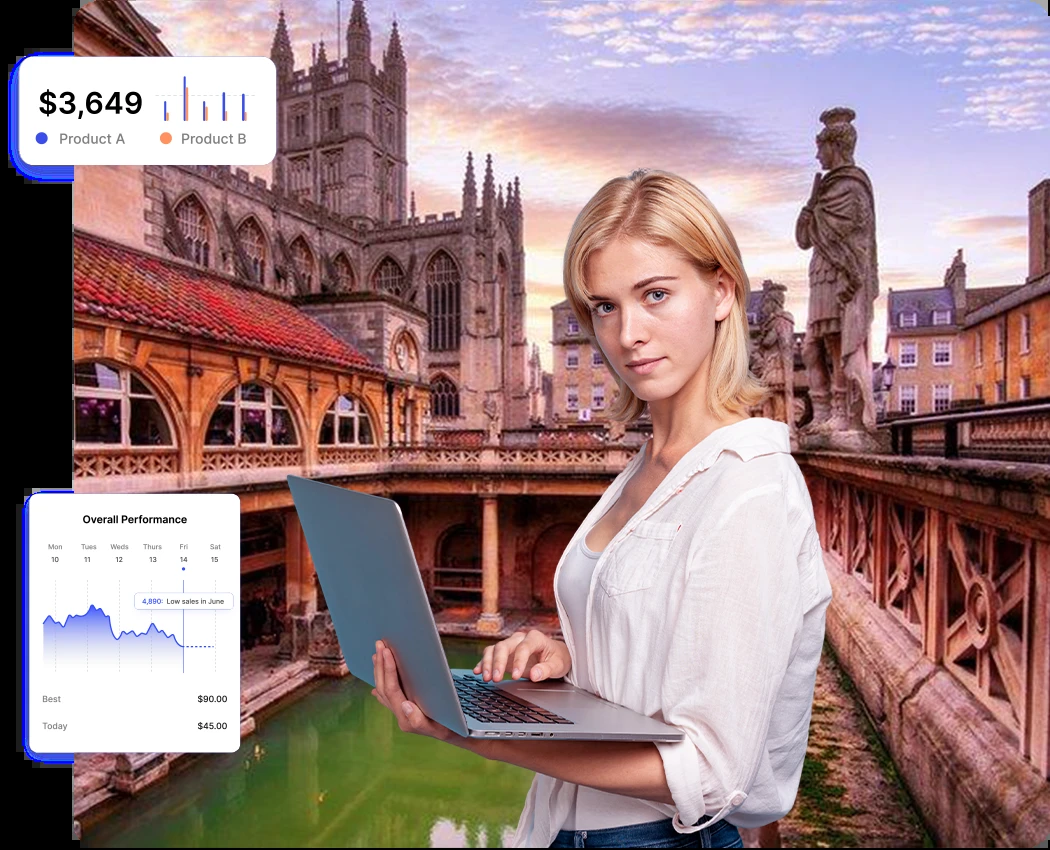 $3,649
Product A Product B
Overall Performance
Mon Tues Weds Thurs Fri Sat
10 11 12 13 14 15
4,890: Low sales in June
Best $90.00
Today $45.00